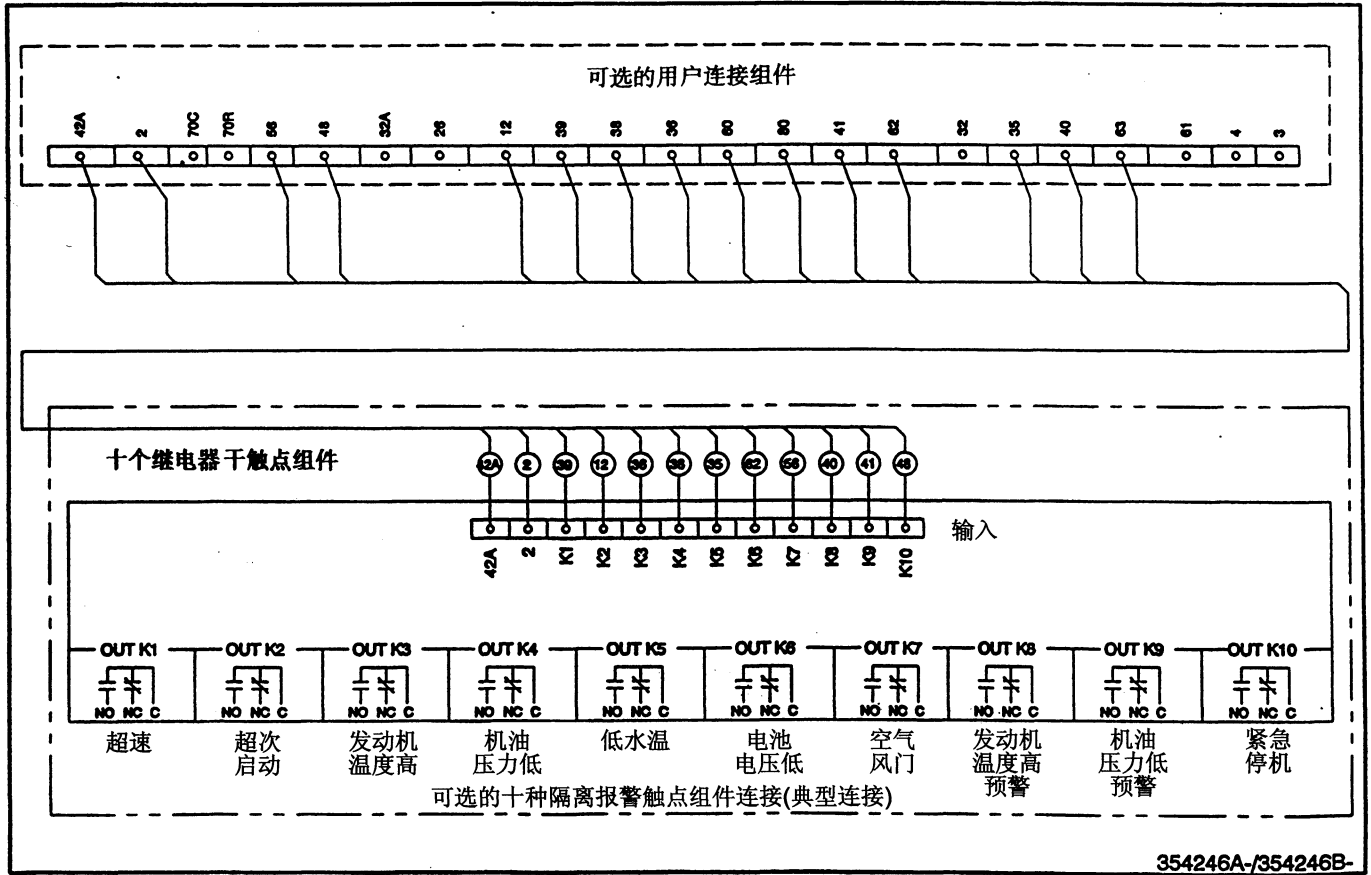 可选的用户连接组件
42A 2 70C 70R 56 48 32A 26 12 39 38 36 60 80 41 62 32 35 40 63 61 4 3
十个继电器干触点组件
42A 2 39 12 36 38 35 62 56 40 41 48
输入
42A 2 K1 K2 K3 K4 K5 K6 K7 K8 K9 K10
OUT K1 OUT K2 OUT K3 OUT K4 OUT K5 OUT K6 OUT K7 OUT K8 OUT K9 OUT K10
NO NC C NO NC C NO NC C NO NC C NO NC C NO NC C NO NC C NO NC C NO NC C NO NC C
超速 超次 发动机 机油 低水温 电池 空气 发动机 机油 紧急
启动 温度高 压力低 电压低 风门 温度高 压力低 停机
预警 预警
可选的十种隔离报警触点组件连接(典型连接)
354246A-/354246B-